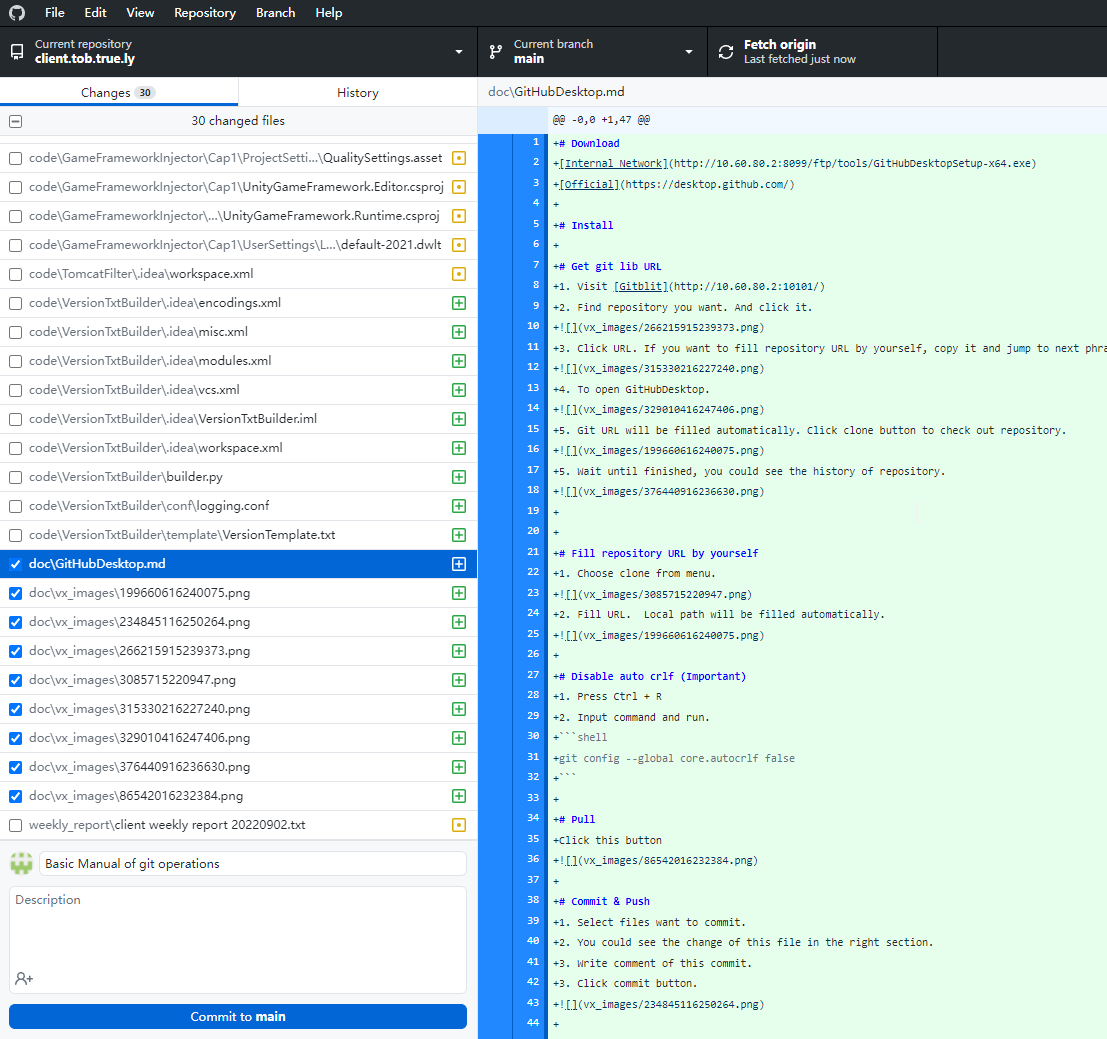 File Edit View Repository Branch Help
Current repository
client.tob.true.ly
Current branch
main
Fetch origin
Last fetched just now
Changes 30
History
30 changed files
code\GameFrameworkInjector\Cap1\ProjectSetti...\QualitySettings.asset
code\GameFrameworkInjector\Cap1\UnityGameFramework.Editor.csproj
code\GameFrameworkInjector\...\UnityGameFramework.Runtime.csproj
code\GameFrameworkInjector\Cap1\UserSettings\L...\default-2021.dwlt
code\TomcatFilter\.idea\workspace.xml
code\VersionTxtBuilder\.idea\encodings.xml
code\VersionTxtBuilder\.idea\misc.xml
code\VersionTxtBuilder\.idea\modules.xml
code\VersionTxtBuilder\.idea\vcs.xml
code\VersionTxtBuilder\.idea\VersionTxtBuilder.iml
code\VersionTxtBuilder\.idea\workspace.xml
code\VersionTxtBuilder\builder.py
code\VersionTxtBuilder\conf\logging.conf
code\VersionTxtBuilder\template\VersionTemplate.txt
doc\GitHubDesktop.md
doc\vx_images\199660616240075.png
doc\vx_images\234845116250264.png
doc\vx_images\266215915239373.png
doc\vx_images\3085715220947.png
doc\vx_images\315330216227240.png
doc\vx_images\329010416247406.png
doc\vx_images\376440916236630.png
doc\vx_images\86542016232384.png
weekly_report\client weekly report 20220902.txt
Basic Manual of git operations
Description
Commit to main
doc\GitHubDesktop.md
@@ -0,0 +1,47 @@
1 +# Download
2 +[Internal Network](http://10.60.80.2:8099/ftp/tools/GitHubDesktopSetup-x64.exe)
3 +[Official](https://desktop.github.com/)
4 +
5 +# Install
6 +
7 +# Get git lib URL
8 +1. Visit [Gitblit](http://10.60.80.2:10101/)
9 +2. Find repository you want. And click it.
10 +![](vx_images/266215915239373.png)
11 +3. Click URL. If you want to fill repository URL by yourself, copy it and jump to next phra
12 +![](vx_images/315330216227240.png)
13 +4. To open GitHubDesktop.
14 +![](vx_images/329010416247406.png)
15 +5. Git URL will be filled automatically. Click clone button to check out repository.
16 +![](vx_images/199660616240075.png)
17 +5. Wait until finished, you could see the history of repository.
18 +![](vx_images/376440916236630.png)
19 +
20 +
21 +# Fill repository URL by yourself
22 +1. Choose clone from menu.
23 +![](vx_images/3085715220947.png)
24 +2. Fill URL.  Local path will be filled automatically.
25 +![](vx_images/199660616240075.png)
26 +
27 +# Disable auto crlf (Important)
28 +1. Press Ctrl + R
29 +2. Input command and run.
30 +```shell
31 +git config --global core.autocrlf false
32 +```
33 +
34 +# Pull
35 +Click this button
36 +![](vx_images/86542016232384.png)
37 +
38 +# Commit & Push
39 +1. Select files want to commit.
40 +2. You could see the change of this file in the right section.
41 +3. Write comment of this commit.
42 +3. Click commit button.
43 +![](vx_images/234845116250264.png)
44 +